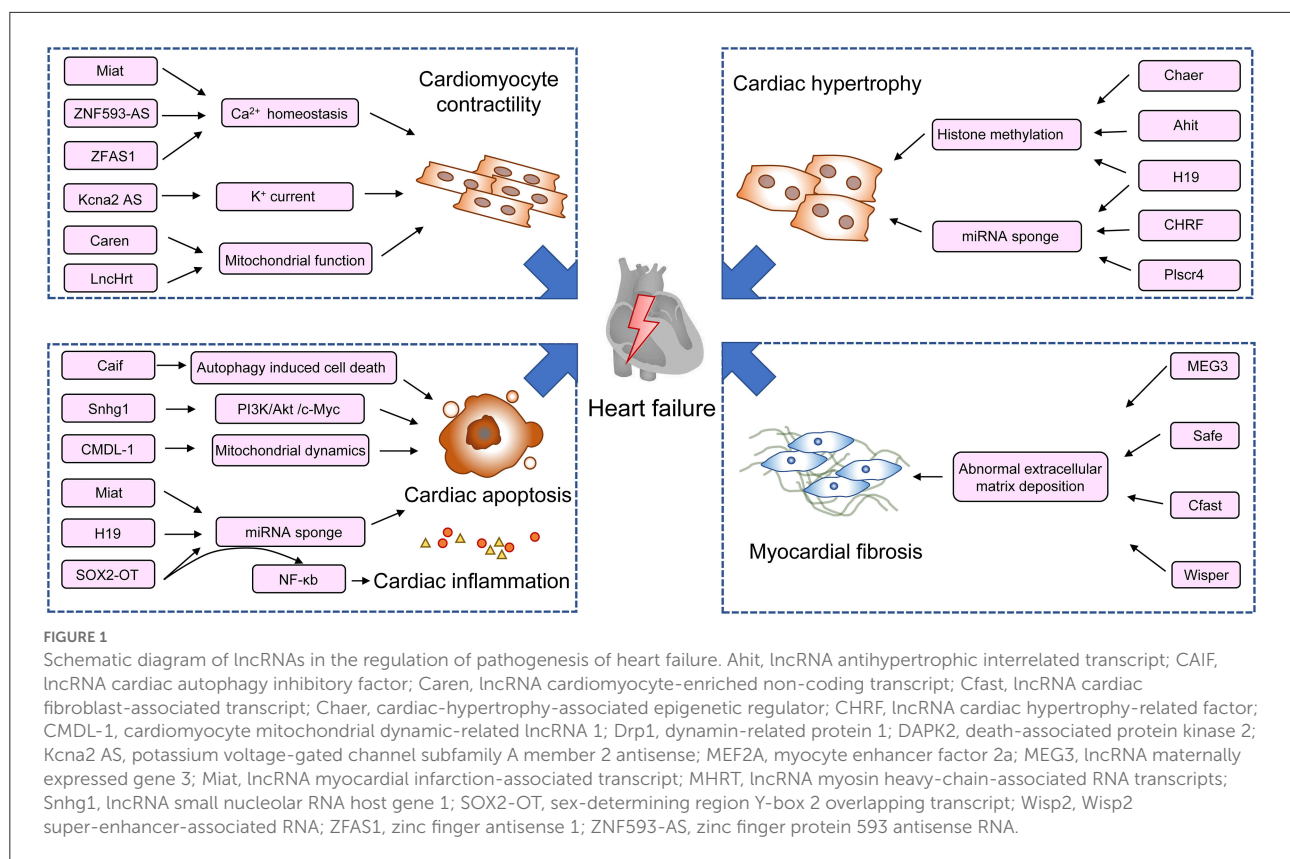 Miat
ZNF593-AS
ZFAS1
Kcna2 AS
Caren
LncHrt
Ca²⁺ homeostasis
K⁺ current
Mitochondrial function
Cardiomyocyte
contractility
Cardiac hypertrophy
Histone methylation
miRNA sponge
Chaer
Ahit
H19
CHRF
Plscr4
Heart failure
Caif
Snhg1
CMDL-1
Miat
H19
SOX2-OT
Autophagy induced cell death
PI3K/Akt /c-Myc
Mitochondrial dynamics
miRNA sponge
NF-κb
Cardiac apoptosis
Cardiac inflammation
Myocardial fibrosis
Abnormal extracellular
matrix deposition
MEG3
Safe
Cfast
Wisper
FIGURE 1
Schematic diagram of lncRNAs in the regulation of pathogenesis of heart failure. Ahit, lncRNA antihypertrophic interrelated transcript; CAIF,
lncRNA cardiac autophagy inhibitory factor; Caren, lncRNA cardiomyocyte-enriched non-coding transcript; Cfast, lncRNA cardiac
fibroblast-associated transcript; Chaer, cardiac-hypertrophy-associated epigenetic regulator; CHRF, lncRNA cardiac hypertrophy-related factor;
CMDL-1, cardiomyocyte mitochondrial dynamic-related lncRNA 1; Drp1, dynamin-related protein 1; DAPK2, death-associated protein kinase 2;
Kcna2 AS, potassium voltage-gated channel subfamily A member 2 antisense; MEF2A, myocyte enhancer factor 2a; MEG3, lncRNA maternally
expressed gene 3; Miat, lncRNA myocardial infarction-associated transcript; MHRT, lncRNA myosin heavy-chain-associated RNA transcripts;
Snhg1, lncRNA small nucleolar RNA host gene 1; SOX2-OT, sex-determining region Y-box 2 overlapping transcript; Wisp2, Wisp2
super-enhancer-associated RNA; ZFAS1, zinc finger antisense 1; ZNF593-AS, zinc finger protein 593 antisense RNA.